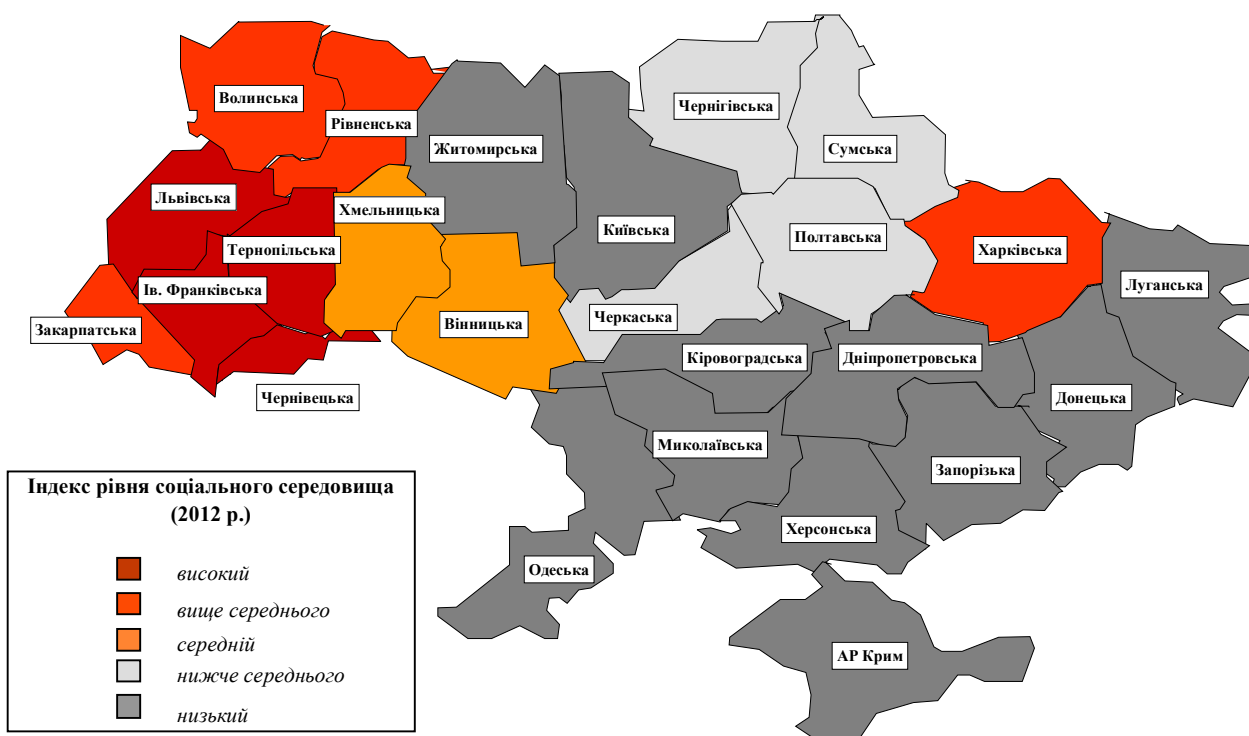 Волинська
Рівненська
Житомирська
Чернігівська
Сумська
Львівська
Хмельницька
Київська
Полтавська
Харківська
Тернопільська
Луганська
Ів. Франківська
Закарпатська
Вінницька
Черкаська
Кіровоградська
Дніпропетровська
Чернівецька
Донецька
Миколаївська
Запорізька
Херсонська
Одеська
АР Крим
Індекс рівня соціального середовища
(2012 р.)
високий
вище середнього
середній
нижче середнього
низький